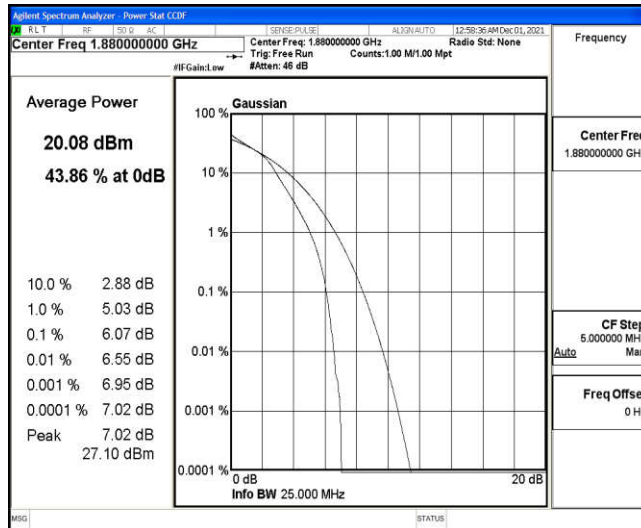 Agilent Spectrum Analyzer - Power Stat CCDF
R L T RF 50 Ω AC SENSE:PULSE ALIGN AUTO 12:58:36 AM Dec 01, 2021
Center Freq 1.880000000 GHz
Center Freq: 1.880000000 GHz Radio Std: None
Trig: Free Run Counts:1.00 M/1.00 Mpt
#IFGain:Low #Atten: 46 dB
Frequency
Average Power
20.08 dBm
43.86 % at 0dB
10.0 % 2.88 dB
1.0 % 5.03 dB
0.1 % 6.07 dB
0.01 % 6.55 dB
0.001 % 6.95 dB
0.0001 % 7.02 dB
Peak 7.02 dB
27.10 dBm
Gaussian
100 %
10 %
1 %
0.1 %
0.01 %
0.001 %
0.0001 %
0 dB 20 dB
Info BW 25.000 MHz
Center Fre
1.880000000 GH
CF Step
5.000000 MH
Auto Ma
Freq Offse
0 H
MSG STATUS